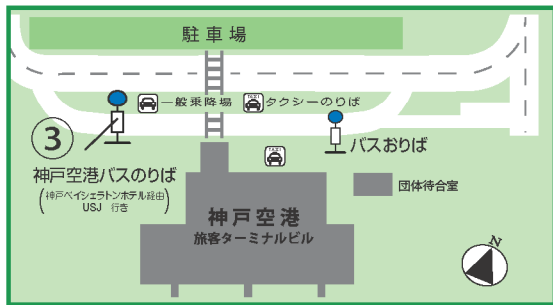 駐車場
一般乗降場
TAXI
タクシーのりば
③
バスおりば
TAXI
神戸空港バスのりば
(神戸ベイシェラトンホテル経由
USJ 行き)
団体待合室
神戸空港
旅客ターミナルビル
N